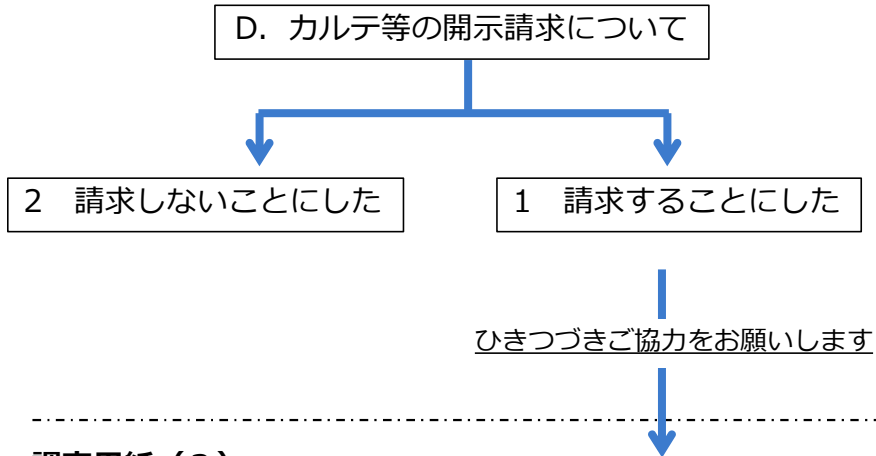 D．カルテ等の開示請求について
2　請求しないことにした
1　請求することにした
ひきつづきご協力をお願いします